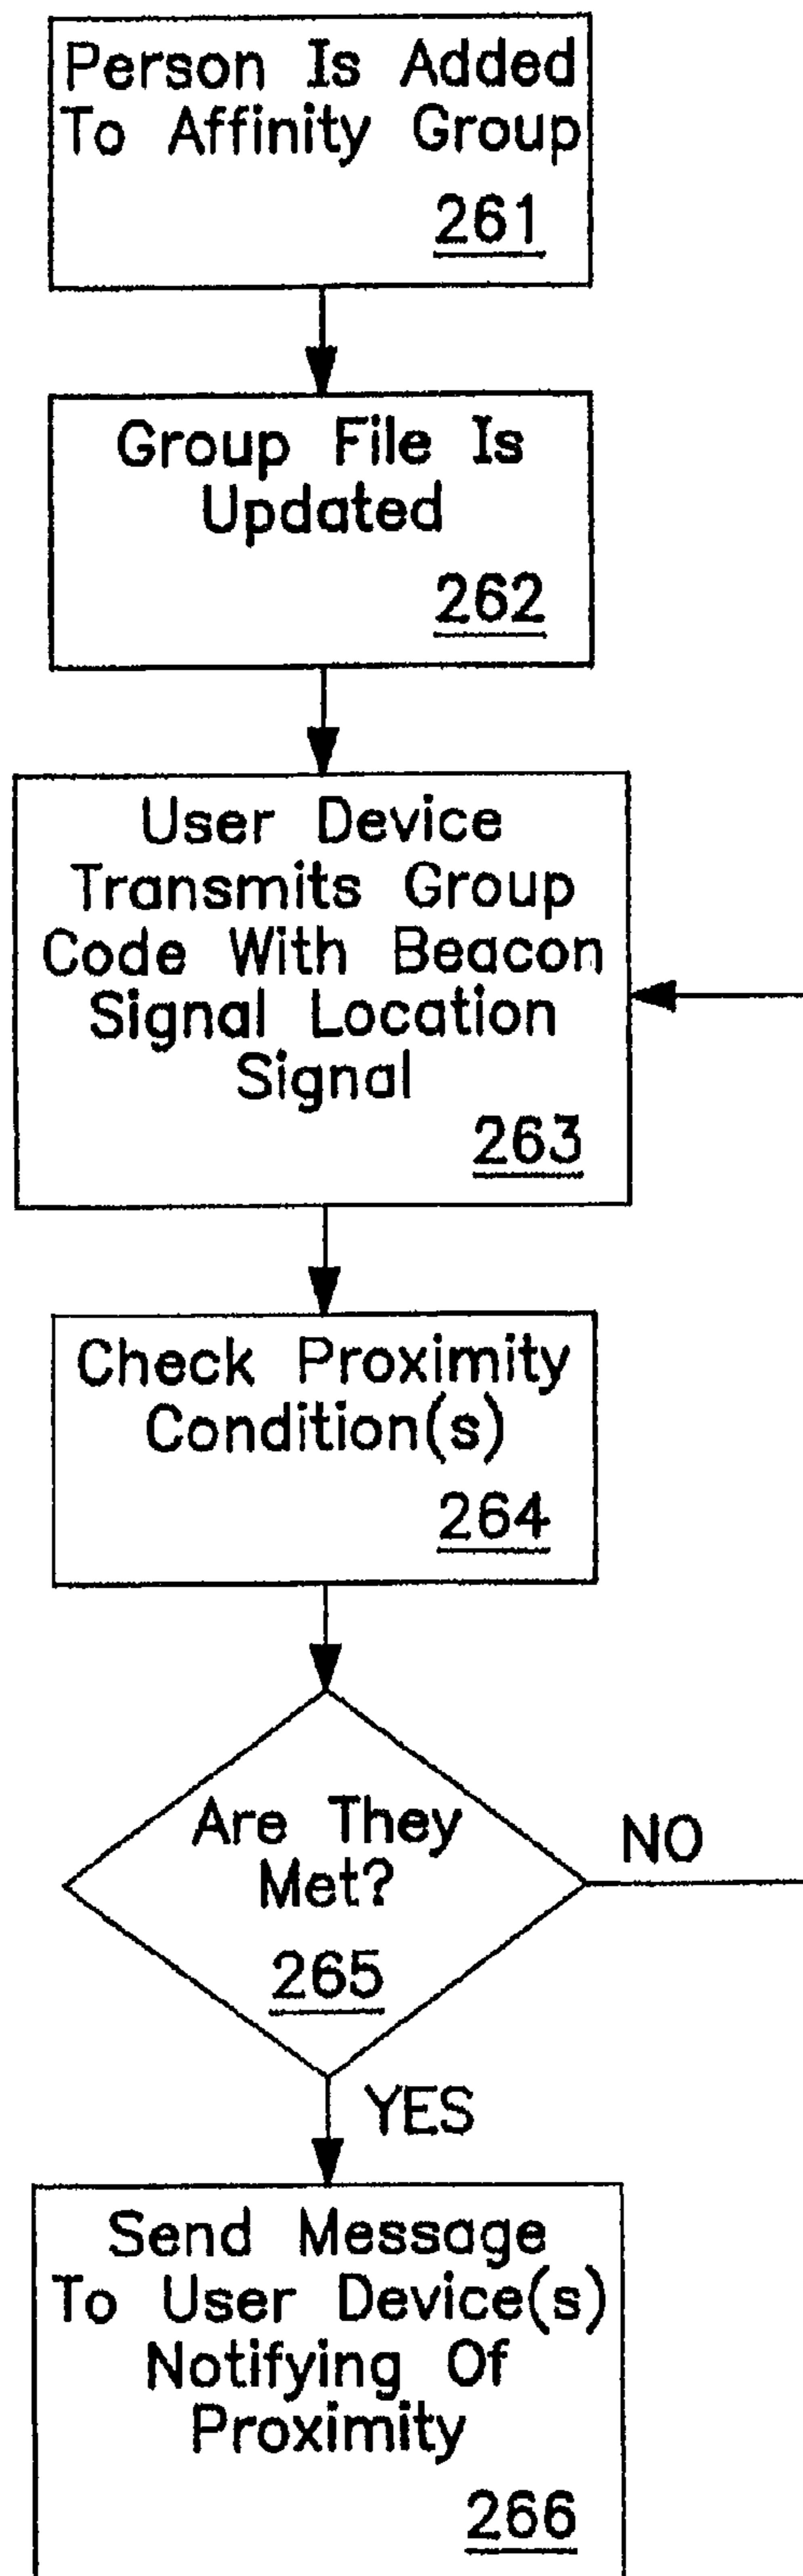 Person Is Added
To Affinity Group
261
Group File Is
Updated
262
User Device
Transmits Group
Code With Beacon
Signal Location
Signal
263
Check Proximity
Condition(s)
264
Are They
Met?
265
NO
YES
Send Message
To User Device(s)
Notifying Of
Proximity
266